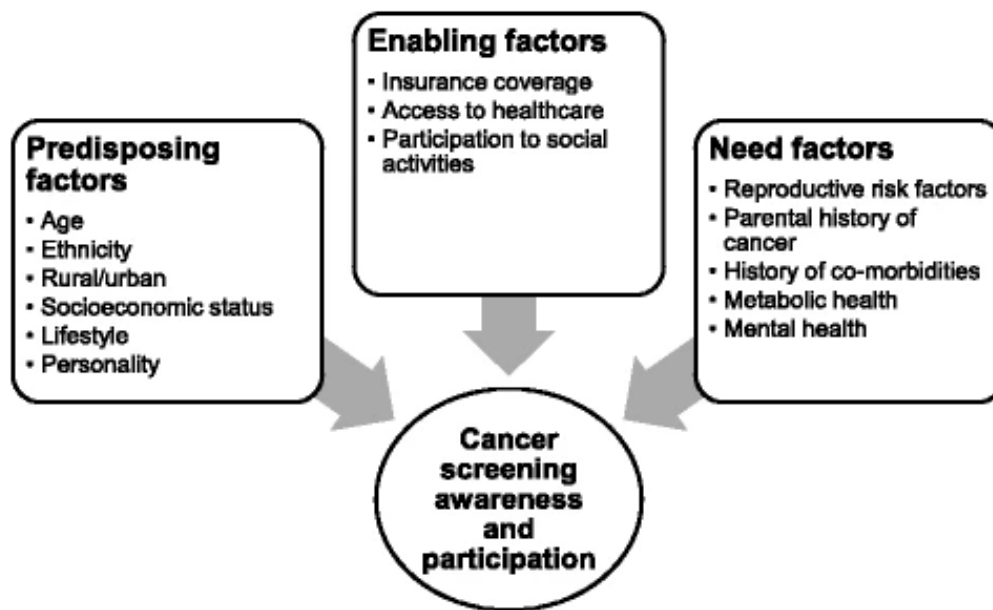 Enabling factors
▪ Insurance coverage
▪ Access to healthcare
▪ Participation to social
activities
Predisposing
factors
▪ Age
▪ Ethnicity
▪ Rural/urban
▪ Socioeconomic status
▪ Lifestyle
▪ Personality
Need factors
▪ Reproductive risk factors
▪ Parental history of
cancer
▪ History of co-morbidities
▪ Metabolic health
▪ Mental health
Cancer
screening
awareness
and
participation